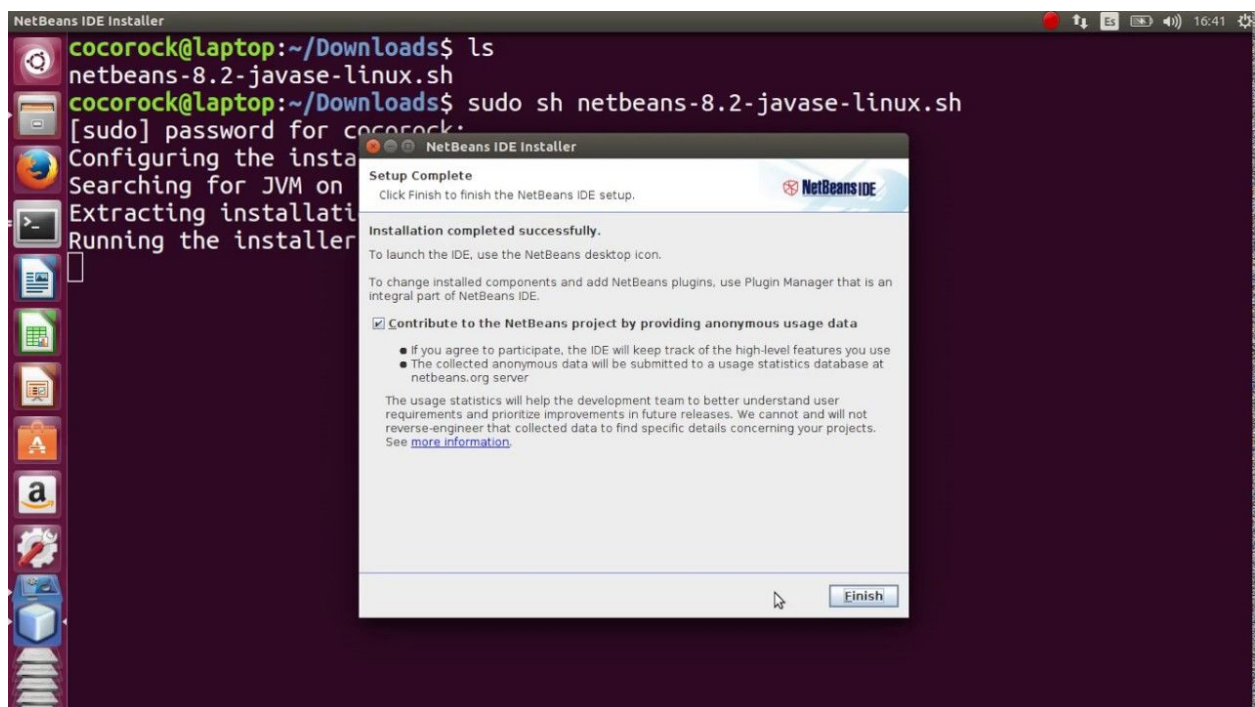 NetBeans IDE Installer
Es
16:41
cocorock@laptop:~/Downloads$ ls
netbeans-8.2-javase-linux.sh
cocorock@laptop:~/Downloads$ sudo sh netbeans-8.2-javase-linux.sh
[sudo] password for cocorock:
Configuring the insta
Searching for JVM on
Extracting installati
Running the installer
NetBeans IDE Installer
Setup Complete
Click Finish to finish the NetBeans IDE setup.
NetBeans IDE
Installation completed successfully.
To launch the IDE, use the NetBeans desktop icon.
To change installed components and add NetBeans plugins, use Plugin Manager that is an
integral part of NetBeans IDE.
Contribute to the NetBeans project by providing anonymous usage data
If you agree to participate, the IDE will keep track of the high-level features you use
The collected anonymous data will be submitted to a usage statistics database at
netbeans.org server
The usage statistics will help the development team to better understand user
requirements and prioritize improvements in future releases. We cannot and will not
reverse-engineer that collected data to find specific details concerning your projects.
See more information.
Finish